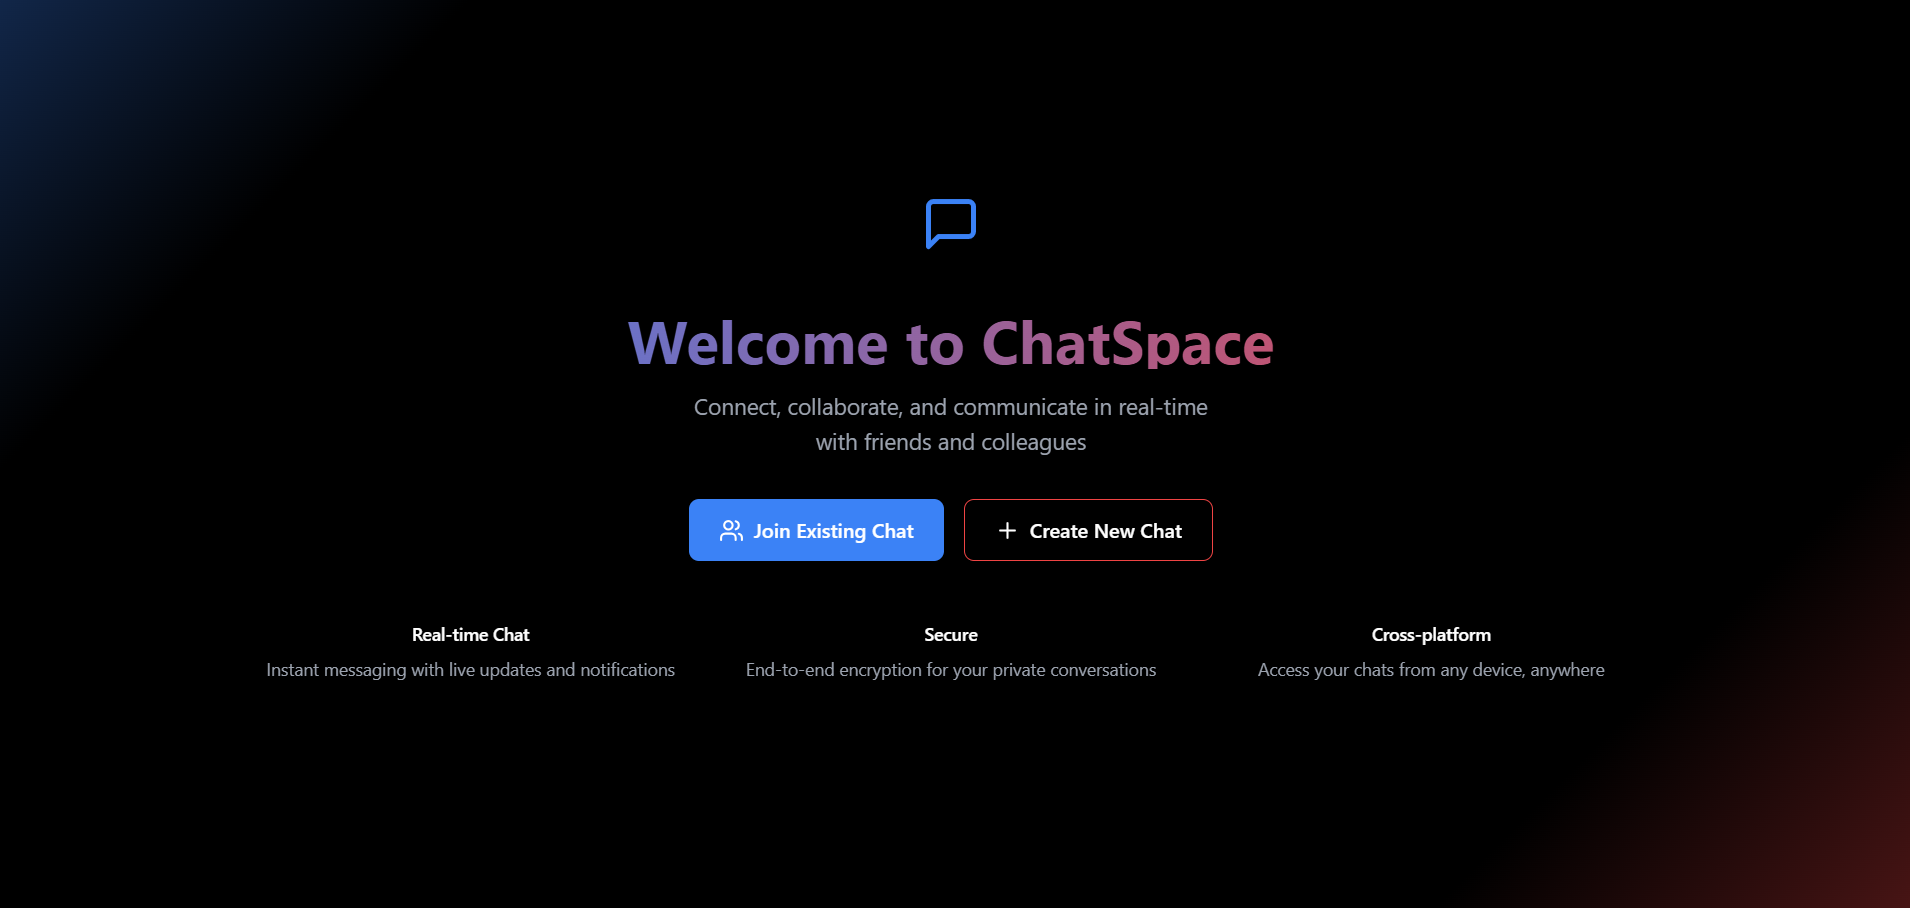 Welcome to ChatSpace
Connect, collaborate, and communicate in real-time
with friends and colleagues
Join Existing Chat
Create New Chat
Real-time Chat
Instant messaging with live updates and notifications
Secure
End-to-end encryption for your private conversations
Cross-platform
Access your chats from any device, anywhere